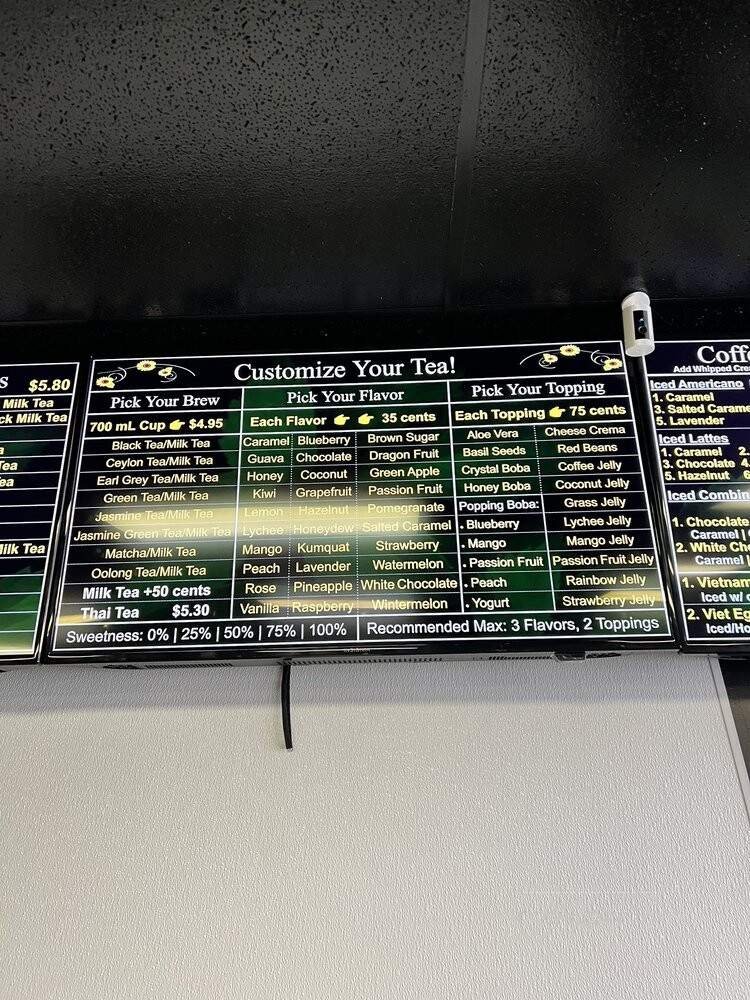 s $5.80
Milk Tea
ck Milk Tea
a
ea
Milk Tea
Customize Your Tea!
Pick Your Brew
700 mL Cup 👉 $4.95
Black Tea/Milk Tea
Ceylon Tea/Milk Tea
Earl Grey Tea/Milk Tea
Green Tea/Milk Tea
Jasmine Tea/Milk Tea
Jasmine Green Tea/Milk Tea
Matcha/Milk Tea
Oolong Tea/Milk Tea
Milk Tea +50 cents
Thai Tea $5.30
Pick Your Flavor
Each Flavor 👉 👉 35 cents
Caramel Blueberry Brown Sugar
Guava Chocolate Dragon Fruit
Honey Coconut Green Apple
Kiwi Grapefruit Passion Fruit
Lemon Hazelnut Pomegranate
Lychee Honeydew Salted Caramel
Mango Kumquat Strawberry
Peach Lavender Watermelon
Rose Pineapple White Chocolate
Vanilla Raspberry Wintermelon
Pick Your Topping
Each Topping 👉 75 cents
Aloe Vera Cheese Crema
Basil Seeds Red Beans
Crystal Boba Coffee Jelly
Honey Boba Coconut Jelly
Popping Boba: Grass Jelly
. Blueberry Lychee Jelly
. Mango Mango Jelly
. Passion Fruit Passion Fruit Jelly
. Peach Rainbow Jelly
. Yogurt Strawberry Jelly
Sweetness: 0% | 25% | 50% | 75% | 100% Recommended Max: 3 Flavors, 2 Toppings
Coffe
Add Whipped Cre
Iced Americano
1. Caramel
3. Salted Caram
5. Lavender
Iced Lattes
1. Caramel 2.
3. Chocolate 4.
5. Hazelnut 6
Iced Combin
1. Chocolate
Caramel |
2. White Ch
Caramel |
1. Vietnam
Iced w/
2. Viet Eg
Iced/Ho